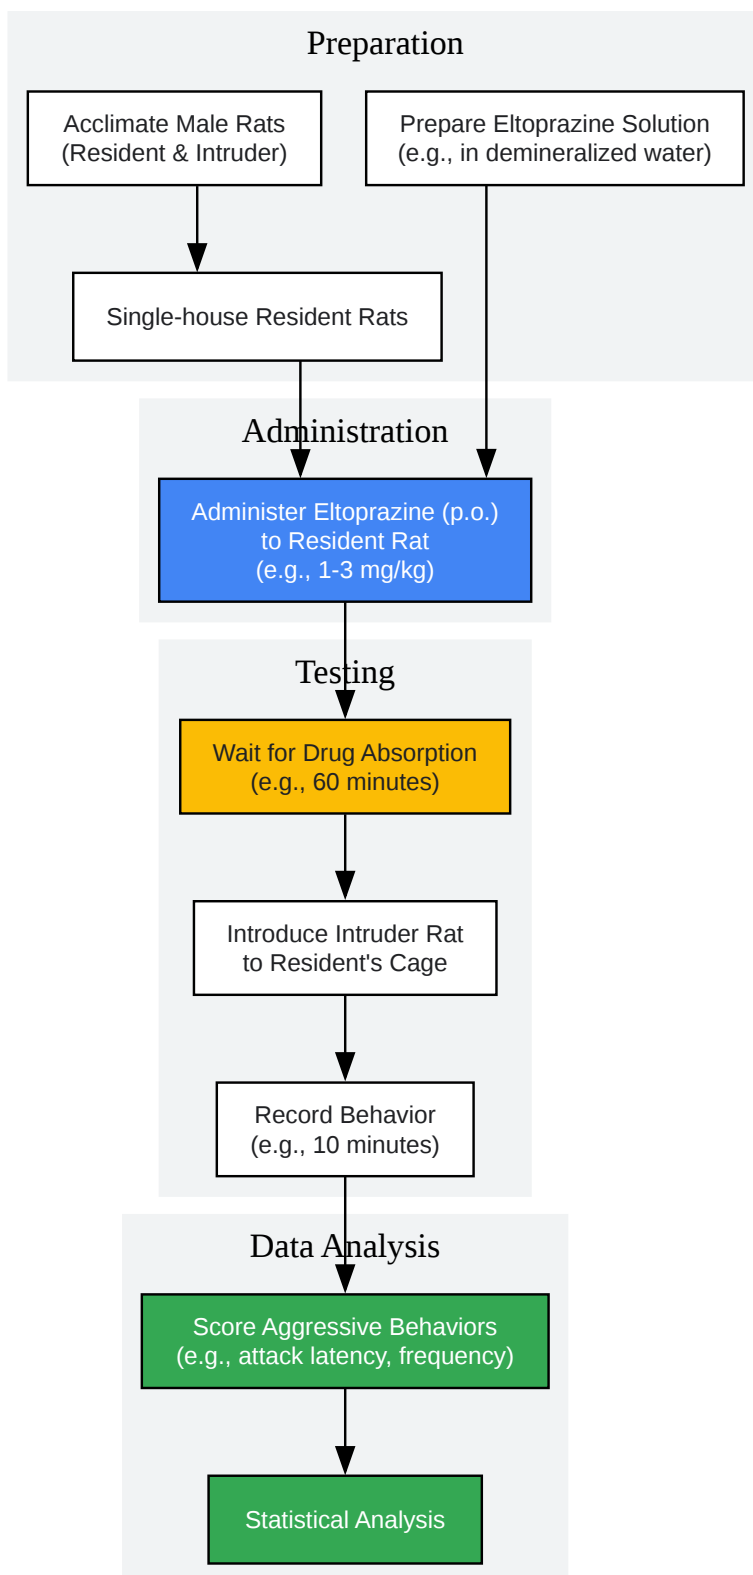 Preparation
Acclimate Male Rats
(Resident & Intruder)
Prepare Eltoprazine Solution
(e.g., in demineralized water)
Single-house Resident Rats
Administration
Administer Eltoprazine (p.o.)
to Resident Rat
(e.g., 1-3 mg/kg)
Testing
Wait for Drug Absorption
(e.g., 60 minutes)
Introduce Intruder Rat
to Resident's Cage
Record Behavior
(e.g., 10 minutes)
Data Analysis
Score Aggressive Behaviors
(e.g., attack latency, frequency)
Statistical Analysis